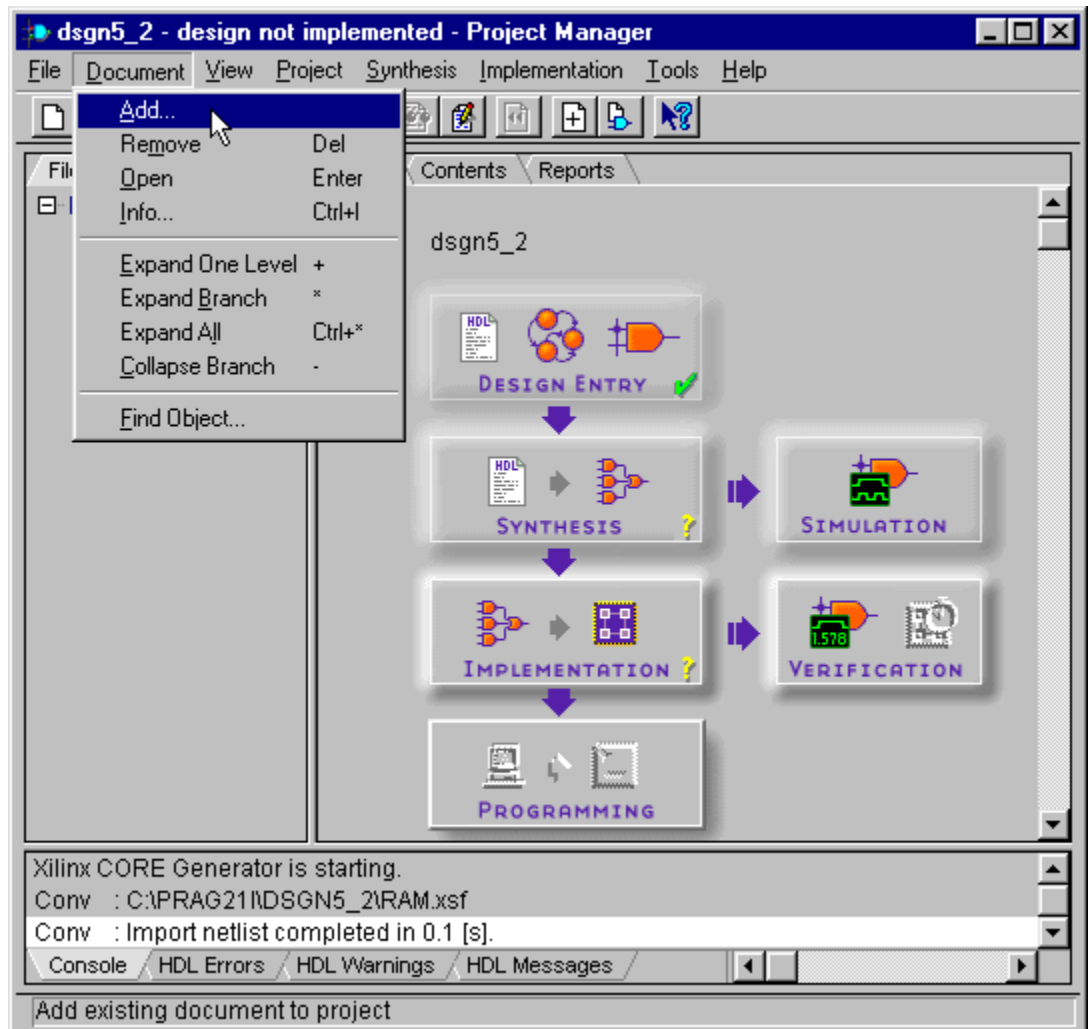 dsgn5_2 - design not implemented - Project Manager
File Document View Project Synthesis Implementation Tools Help
Add...
Remove Del
Open Enter
Info... Ctrl+I
Expand One Level +
Expand Branch *
Expand All Ctrl+*
Collapse Branch -
Find Object...
Contents Reports
dsgn5_2
HDL
DESIGN ENTRY
HDL
SYNTHESIS ?
SIMULATION
IMPLEMENTATION ?
1.578
VERIFICATION
PROGRAMMING
Xilinx CORE Generator is starting.
Conv : C:\PRAG21I\DSGN5_2\RAM.xsf
Conv : Import netlist completed in 0.1 [s].
Console HDL Errors HDL Warnings HDL Messages
Add existing document to project